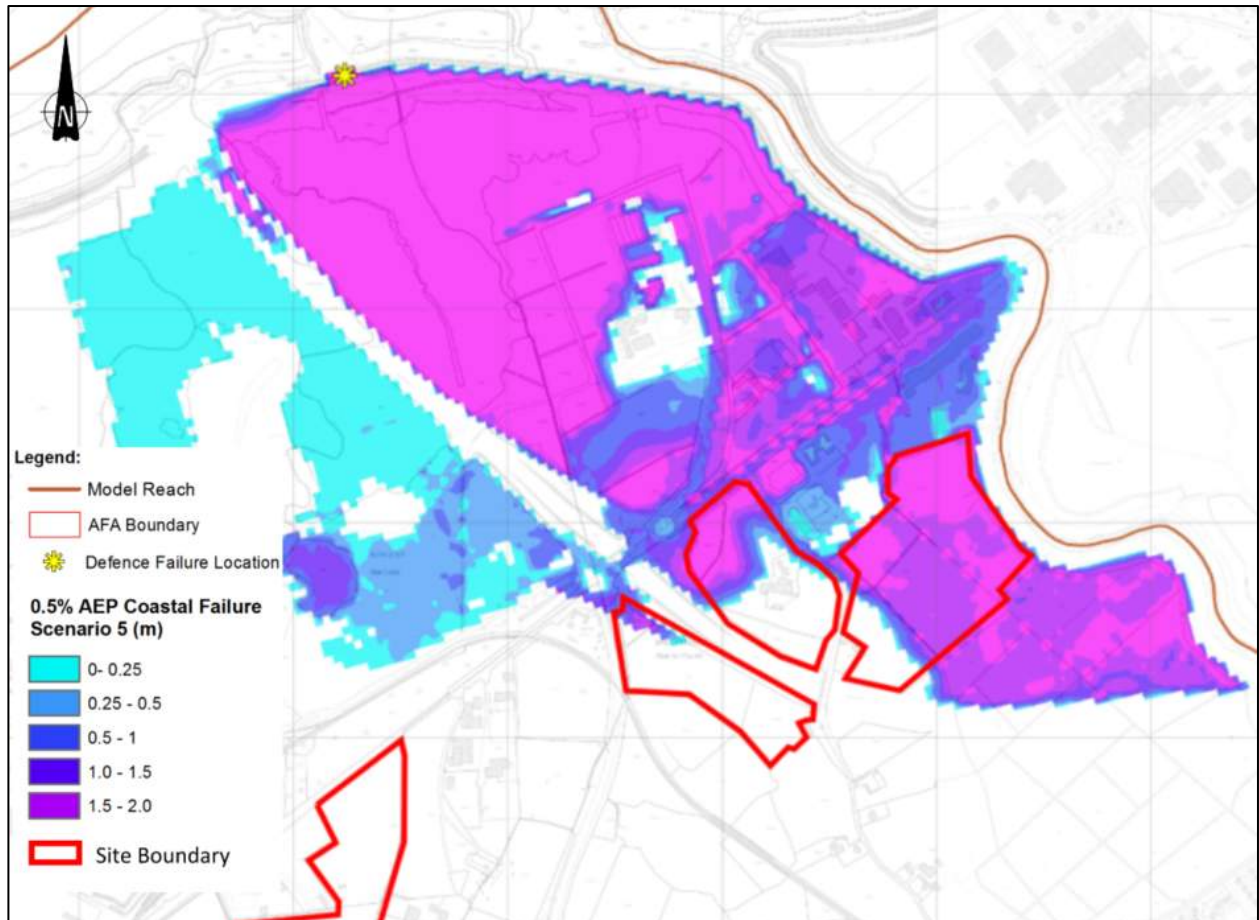 N
Legend:
Model Reach
AFA Boundary
Defence Failure Location
0.5% AEP Coastal Failure
Scenario 5 (m)
0- 0.25
0.25 - 0.5
0.5 - 1
1.0 - 1.5
1.5 - 2.0
Site Boundary